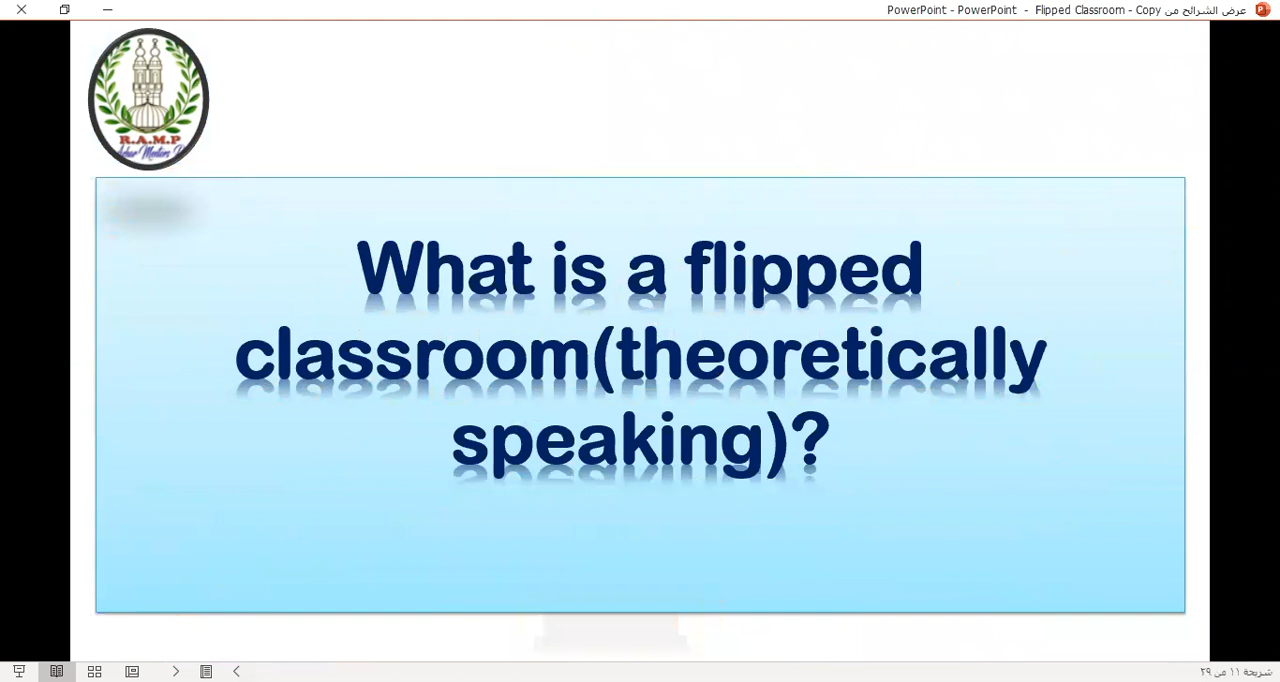 عرض الشرائح من PowerPoint - PowerPoint - Flipped Classroom - Copy
R.A.M.P
What is a flipped
classroom(theoretically
speaking)?
شريحة ١١ من ٢٩